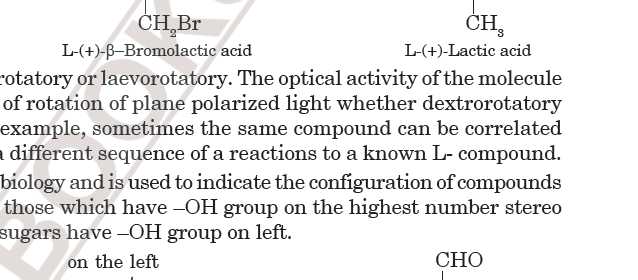 CH₂Br CH₃
L-(+)-β–Bromolactic acid L-(+)-Lactic acid
rotatory or laevorotatory. The optical activity of the molecule
of rotation of plane polarized light whether dextrorotatory
example, sometimes the same compound can be correlated
a different sequence of a reactions to a known L- compound.
biology and is used to indicate the configuration of compounds
those which have –OH group on the highest number stereo
sugars have –OH group on left.
on the left CHO